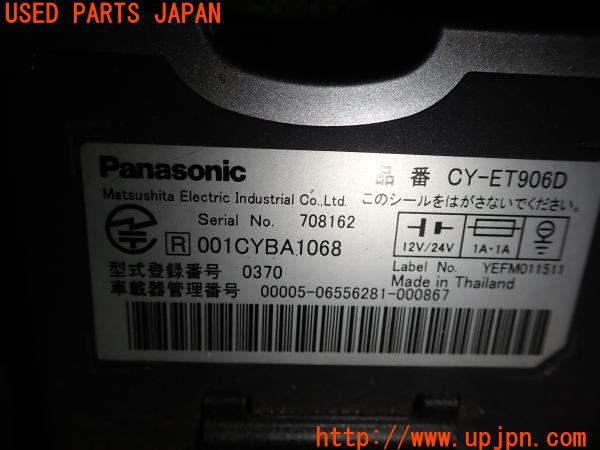 USED PARTS JAPAN
Panasonic 品番 CY-ET906D
Matsushita Electric Industrial Co.,Ltd. このシールをはがさないでください。
Serial No. 708162
R 001CYBA1068
12V/24V 1A・1A
型式登録番号 0370
Label No. YEFM011511
Made in Thailand
車載器管理番号 00005-06556281-000867
http://www.upjpn.com